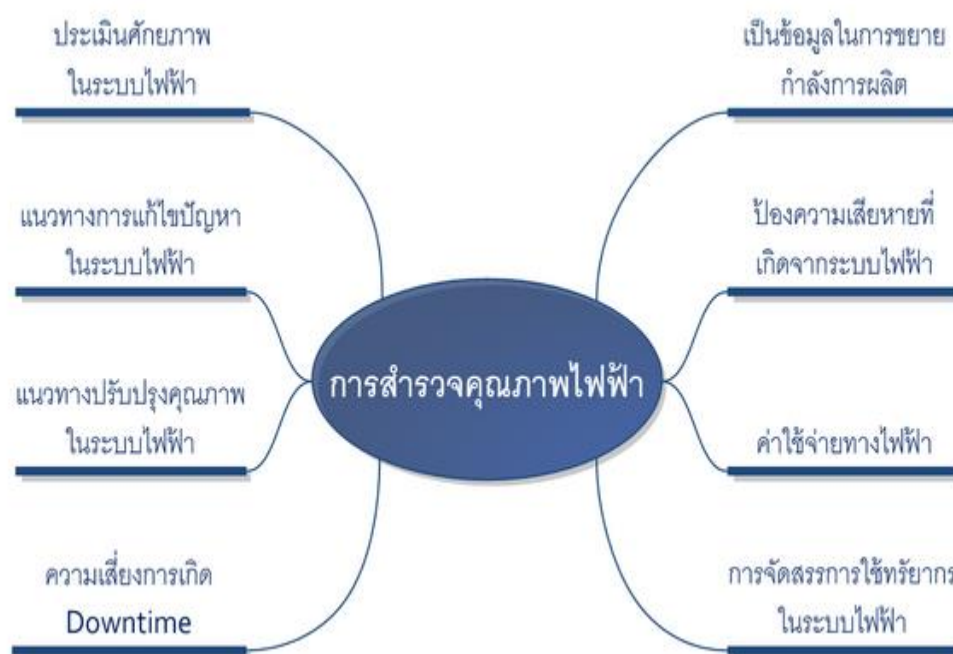 ประเมินศักยภาพ
ในระบบไฟฟ้า
แนวทางการแก้ไขปัญหา
ในระบบไฟฟ้า
แนวทางปรับปรุงคุณภาพ
ในระบบไฟฟ้า
ความเสี่ยงการเกิด
Downtime
การสำรวจคุณภาพไฟฟ้า
เป็นข้อมูลในการขยาย
กำลังการผลิต
ป้องความเสียหายที่
เกิดจากระบบไฟฟ้า
ค่าใช้จ่ายทางไฟฟ้า
การจัดสรรการใช้ทรัยากร
ในระบบไฟฟ้า